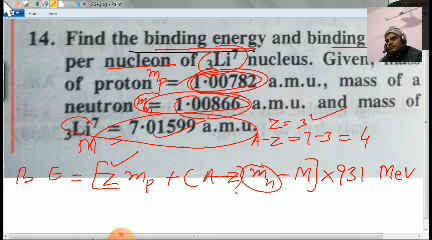 14. Find the binding energy and binding
per nucleon of ₃Li⁷ nucleus. Given,
of proton = 1·00782 a.m.u., mass of a
mp
neutron = 1·00866 a.m.u. and mass of
mn
₃Li⁷ = 7·01599 a.m.u.
M
Z = 3
A-Z = 7-3 = 4
B E = [Z mp + (A-Z) mn - M] × 931 MeV